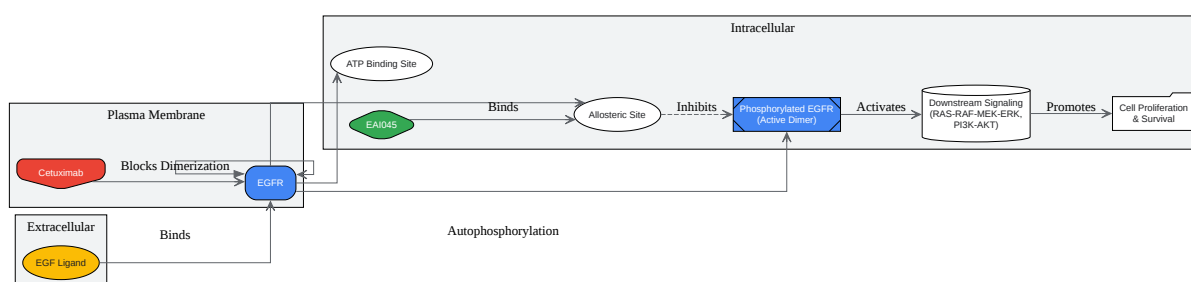 Intracellular
ATP Binding Site
Binds
EAI045
Allosteric Site
Inhibits
Phosphorylated EGFR
(Active Dimer)
Activates
Downstream Signaling
(RAS-RAF-MEK-ERK,
PI3K-AKT)
Promotes
Cell Proliferation
& Survival
Plasma Membrane
Cetuximab
Blocks Dimerization
EGFR
Extracellular
EGF Ligand
Binds
Autophosphorylation